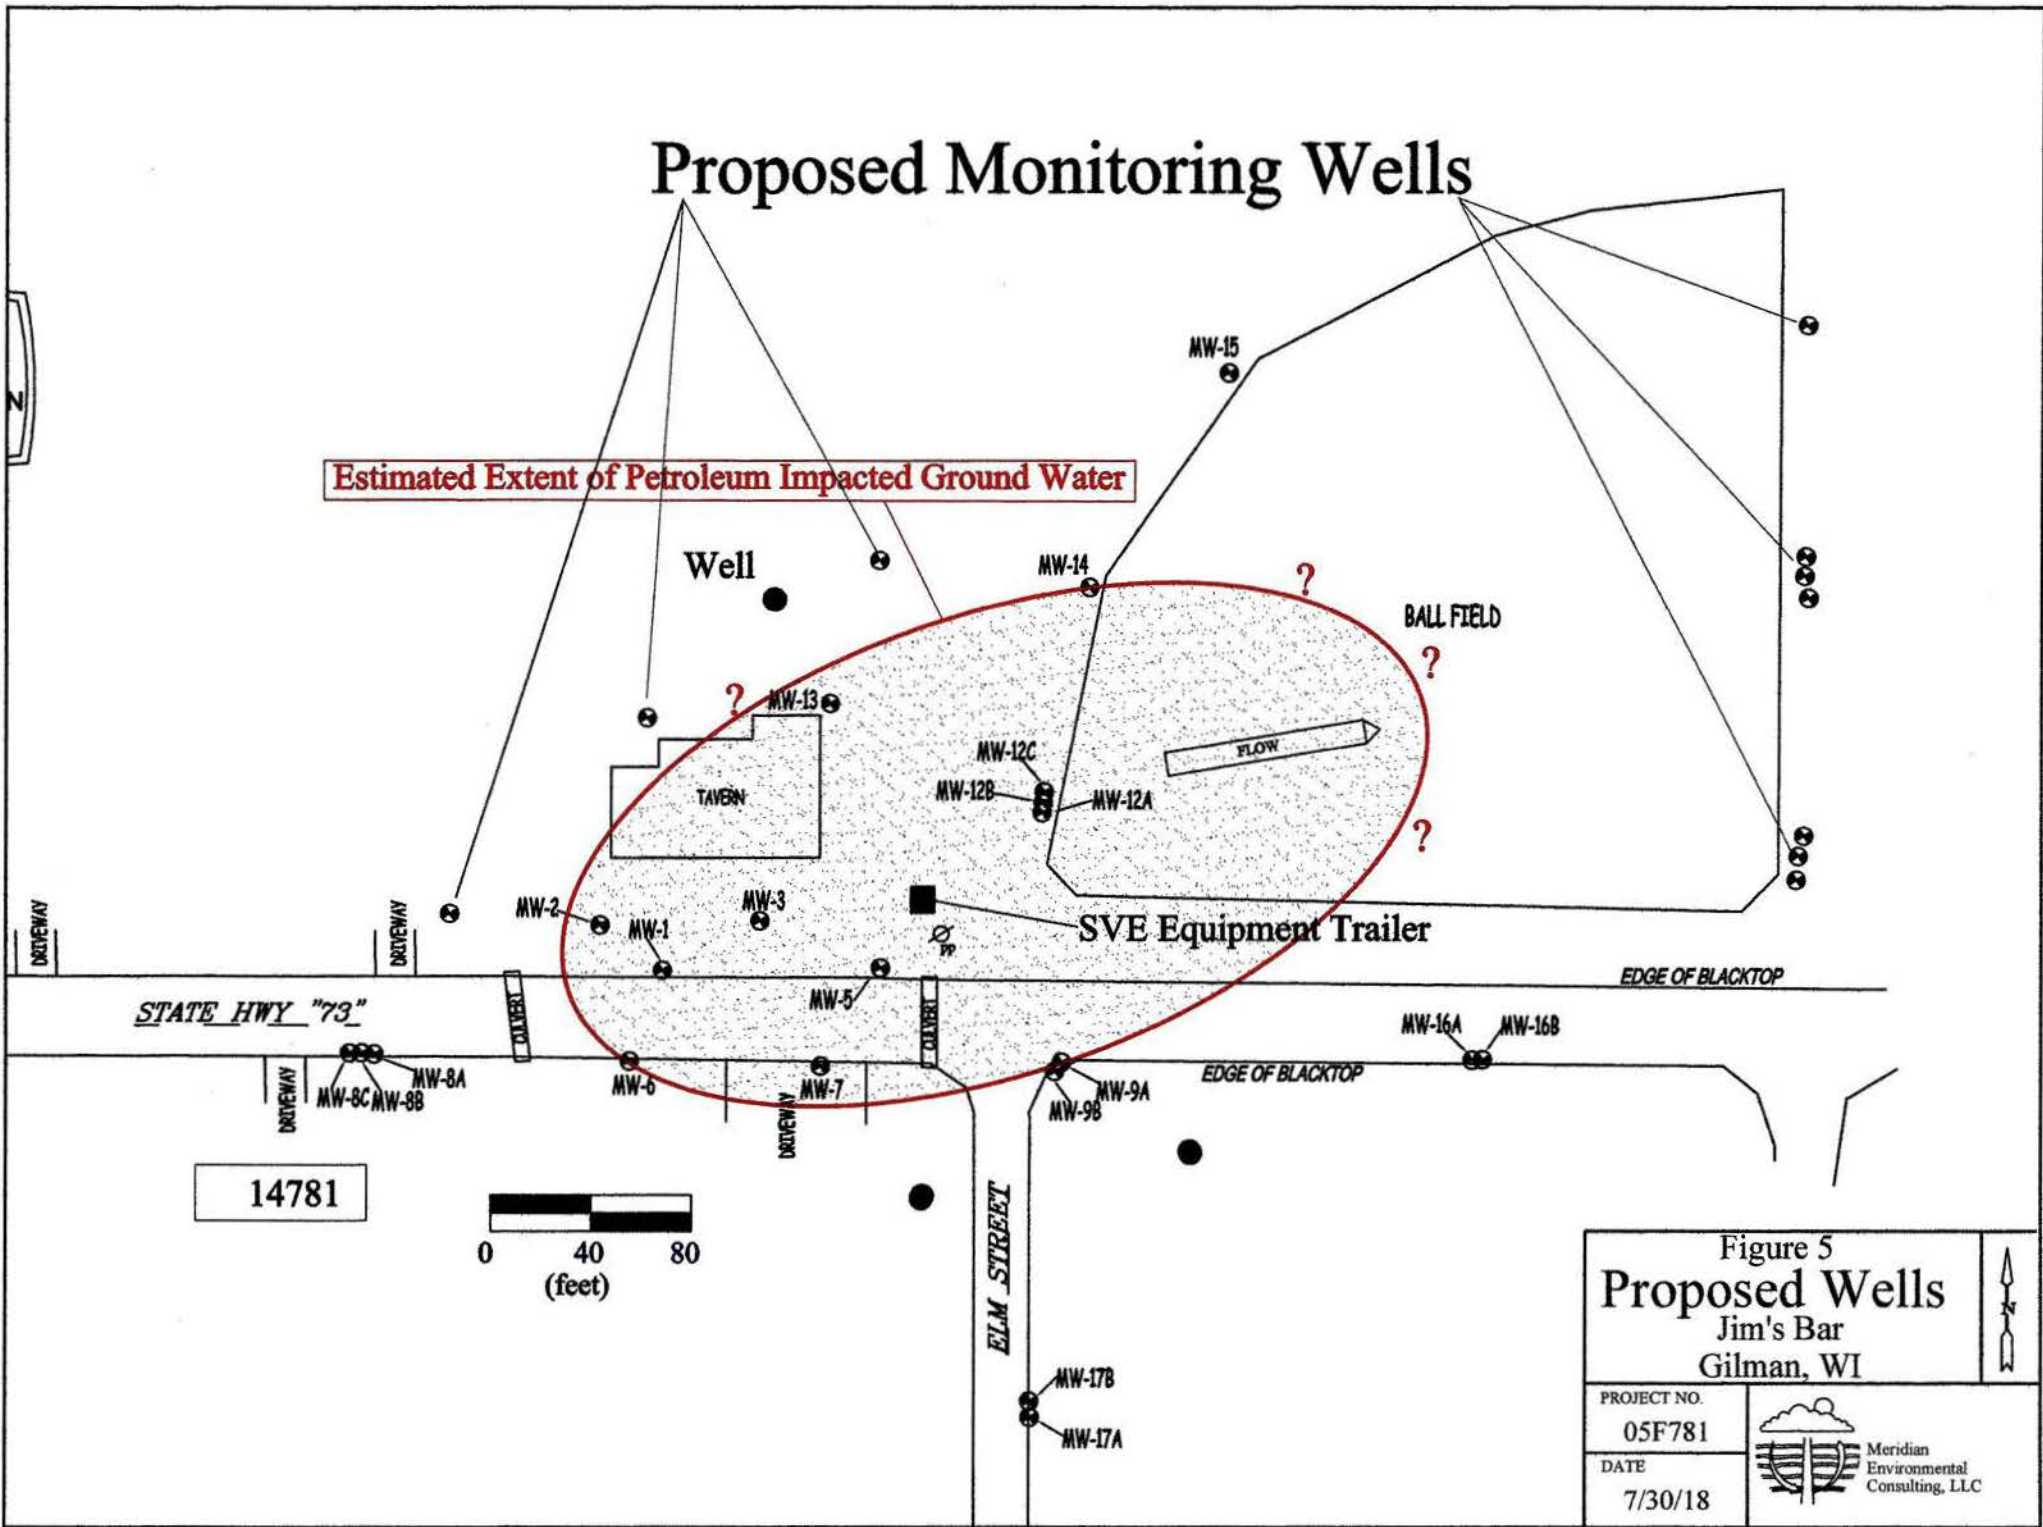 Proposed Monitoring Wells
MW-15
N
Estimated Extent of Petroleum Impacted Ground Water
Well
MW-14
?
BALL FIELD
?
?
MW-13
FLOW
MW-12C
MW-12B
MW-12A
TAVERN
?
MW-2
MW-3
MW-1
SVE Equipment Trailer
PP
DRIVEWAY
DRIVEWAY
EDGE OF BLACKTOP
MW-5
STATE HWY "73"
CULVERT
CULVERT
MW-16A
MW-16B
MW-8A
MW-8C
MW-8B
MW-6
MW-7
EDGE OF BLACKTOP
MW-9A
MW-9B
DRIVEWAY
DRIVEWAY
14781
0 40 80
(feet)
ELM STREET
MW-17B
MW-17A
Figure 5
Proposed Wells
Jim's Bar
Gilman, WI
N
PROJECT NO.
05F781
DATE
7/30/18
Meridian
Environmental
Consulting, LLC